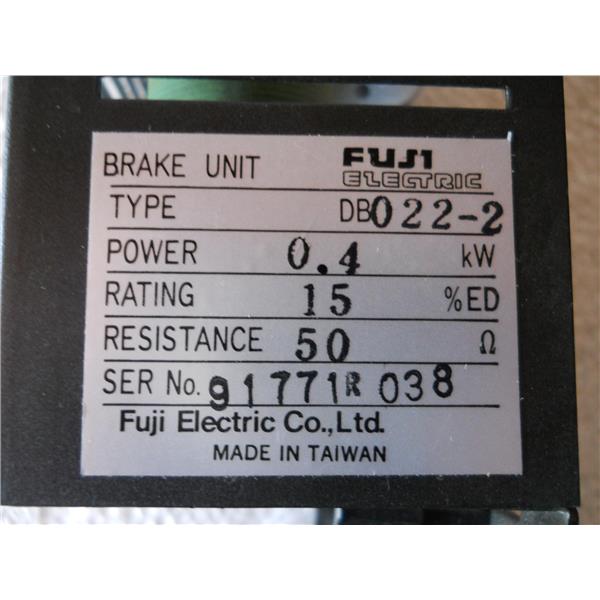 BRAKE UNIT FUJI ELECTRIC
TYPE DB022-2
POWER 0.4 kW
RATING 15 %ED
RESISTANCE 50 Ω
SER No. 91771R 038
Fuji Electric Co.,Ltd.
MADE IN TAIWAN